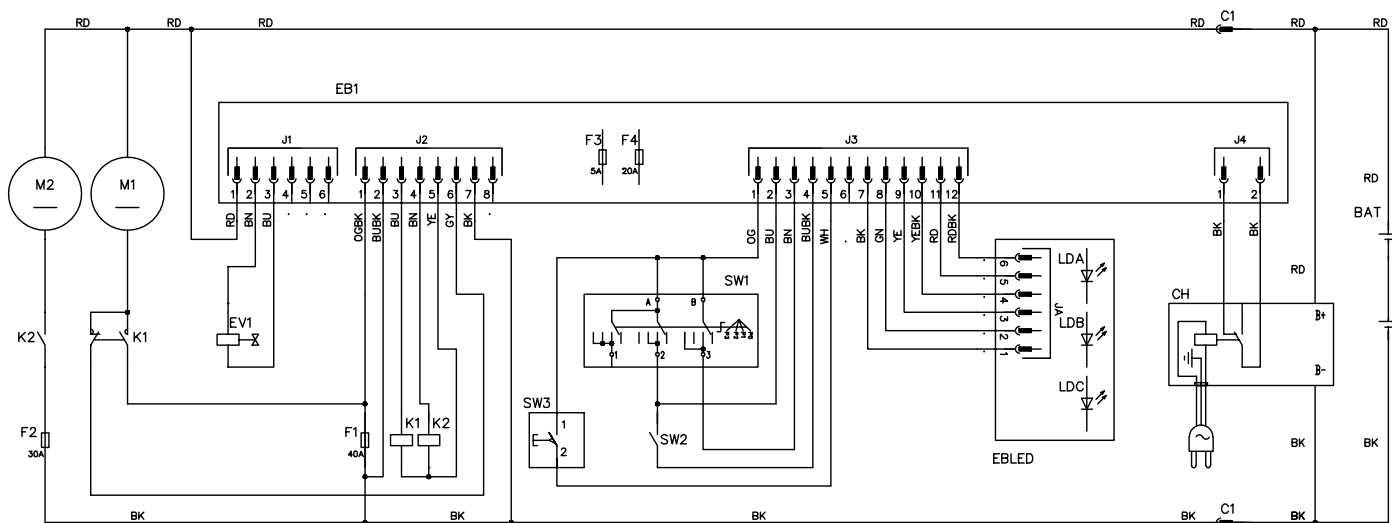 RD RD RD RD C1 RD RD
EB1
J1 J2 F3 F4 J3 J4
5A 20A
M2 M1
1 2 3 4 5 6 1 2 3 4 5 6 7 8 1 2 3 4 5 6 7 8 9 10 11 12 1 2
RD
RD BN BU . . . OGBK BUBK BU BN YE GY BK . OG BU BN BUBK WH . BK GN YE YEBK RD RDBK BK BK
BAT
6 5 4 3 2 1
JA
LDA
RD
SW1
CH
A B
B+
EV1
LDB
K2 K1
1 2 3
B-
LDC
SW3
1
2
K1 K2
SW2
F2
30A
F1
40A
BK BK
EBLED
BK BK BK BK C1 BK